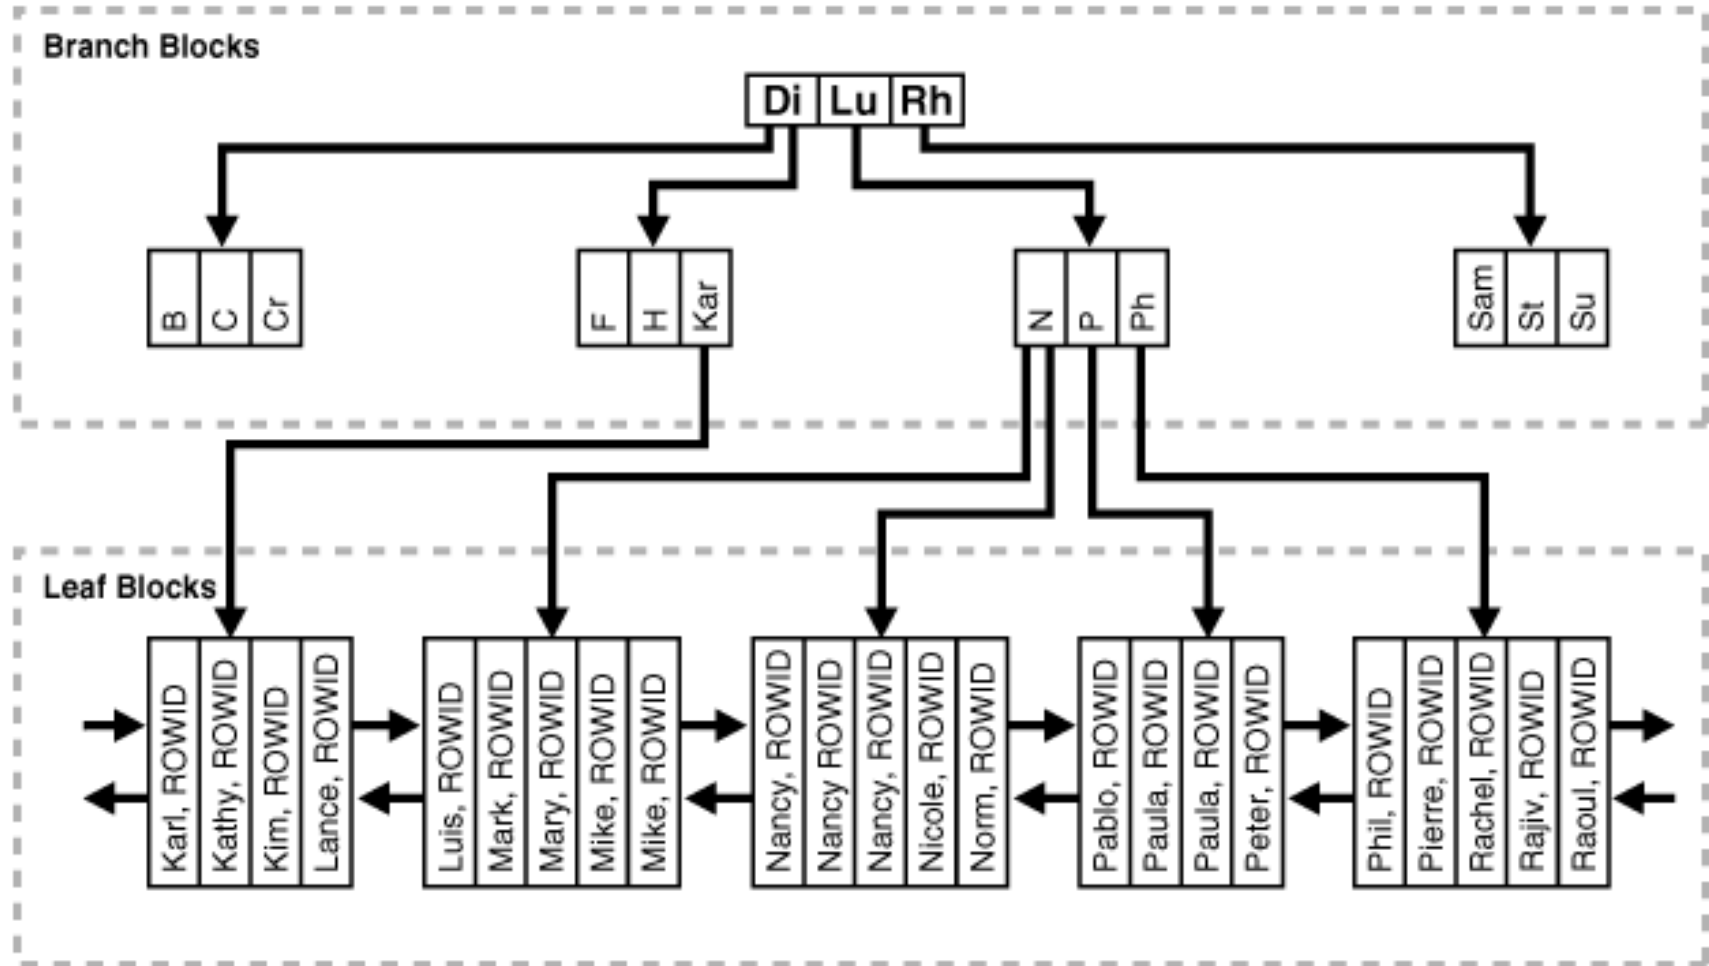 Branch Blocks
Di Lu Rh
B C Cr
F H Kar
N P Ph
Sam St Su
Leaf Blocks
Karl, ROWID
Kathy, ROWID
Kim, ROWID
Lance, ROWID
Luis, ROWID
Mark, ROWID
Mary, ROWID
Mike, ROWID
Mike, ROWID
Nancy, ROWID
Nancy ROWID
Nancy, ROWID
Nicole, ROWID
Norm, ROWID
Pablo, ROWID
Paula, ROWID
Paula, ROWID
Peter, ROWID
Phil, ROWID
Pierre, ROWID
Rachel, ROWID
Rajiv, ROWID
Raoul, ROWID